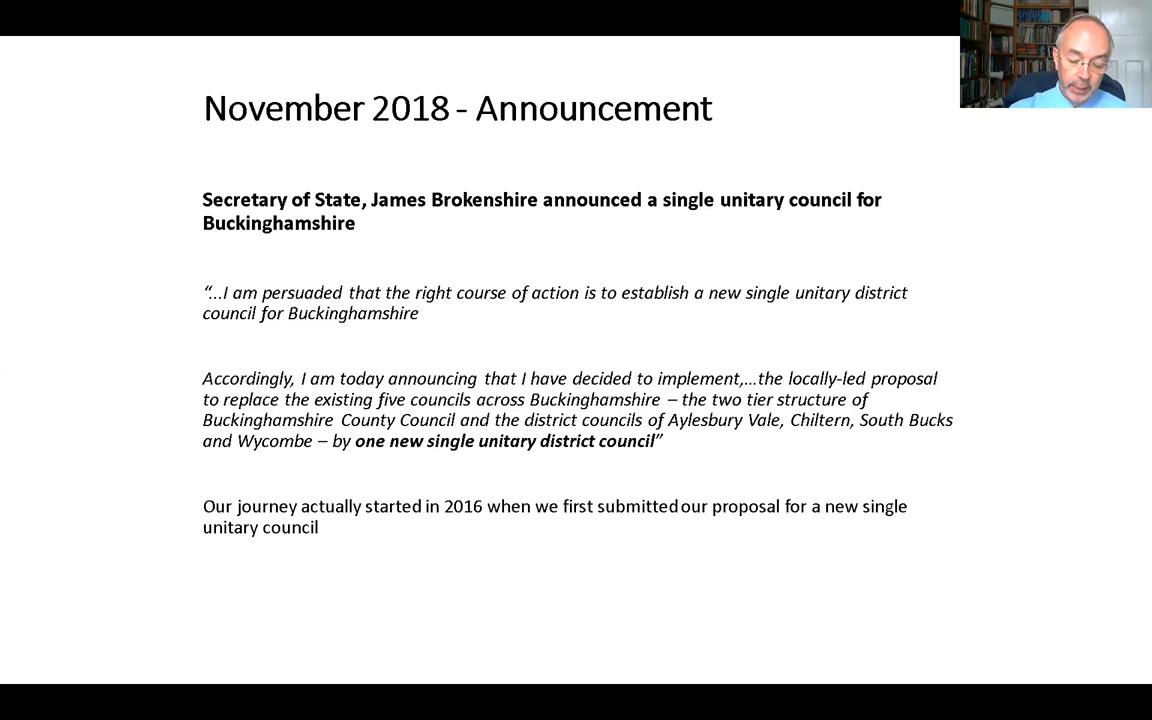 November 2018 - Announcement
Secretary of State, James Brokenshire announced a single unitary council for
Buckinghamshire
“...I am persuaded that the right course of action is to establish a new single unitary district
council for Buckinghamshire
Accordingly, I am today announcing that I have decided to implement,...the locally-led proposal
to replace the existing five councils across Buckinghamshire – the two tier structure of
Buckinghamshire County Council and the district councils of Aylesbury Vale, Chiltern, South Bucks
and Wycombe – by one new single unitary district council”
Our journey actually started in 2016 when we first submitted our proposal for a new single
unitary council